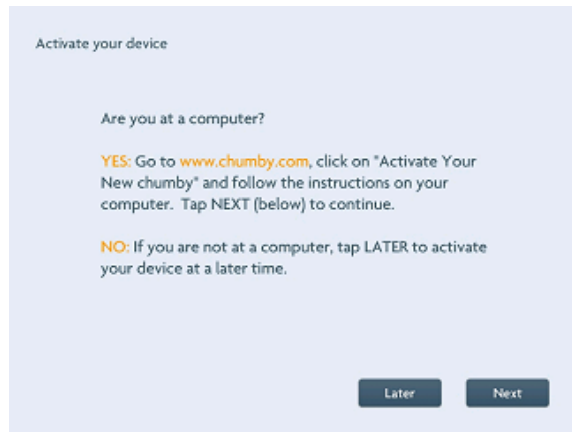 Activate your device
Are you at a computer?
YES: Go to www.chumby.com, click on "Activate Your
New chumby" and follow the instructions on your
computer. Tap NEXT (below) to continue.
NO: If you are not at a computer, tap LATER to activate
your device at a later time.
Later Next